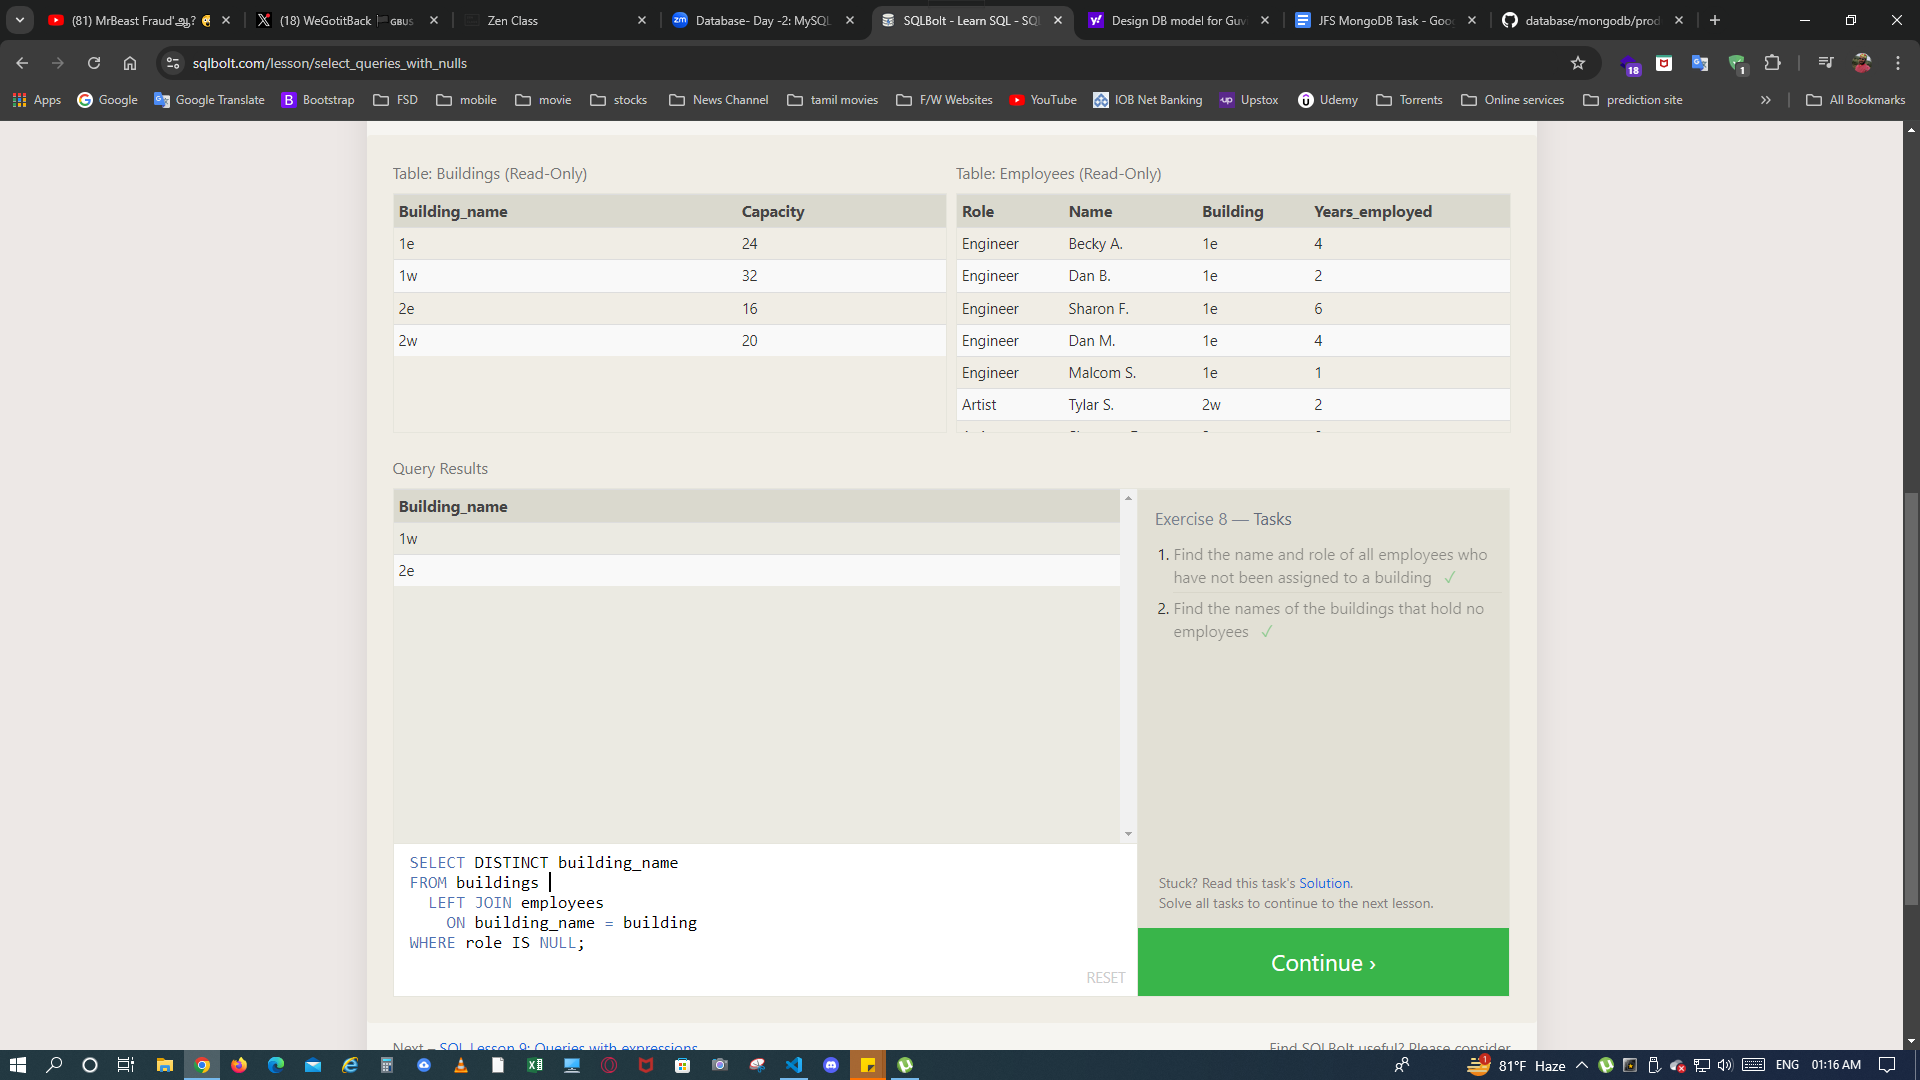 (81) MrBeast Fraud'ஆ?
(18) WeGotitBack GBUS
Zen Class
Database- Day -2: MySQL
SQLBolt - Learn SQL - SQL
Design DB model for Guv
JFS MongoDB Task - Goo
database/mongodb/prod
sqlbolt.com/lesson/select_queries_with_nulls
18
1
Apps Google Google Translate Bootstrap FSD mobile movie stocks News Channel tamil movies F/W Websites YouTube IOB Net Banking Upstox Udemy Torrents Online services prediction site » All Bookmarks
Table: Buildings (Read-Only)
Building_name Capacity
1e 24
1w 32
2e 16
2w 20
Table: Employees (Read-Only)
Role Name Building Years_employed
Engineer Becky A. 1e 4
Engineer Dan B. 1e 2
Engineer Sharon F. 1e 6
Engineer Dan M. 1e 4
Engineer Malcom S. 1e 1
Artist Tylar S. 2w 2
Query Results
Building_name
1w
2e
Exercise 8 — Tasks
1. Find the name and role of all employees who
have not been assigned to a building ✓
2. Find the names of the buildings that hold no
employees ✓
SELECT DISTINCT building_name
FROM buildings
LEFT JOIN employees
ON building_name = building
WHERE role IS NULL;
RESET
Stuck? Read this task's Solution.
Solve all tasks to continue to the next lesson.
Continue ›
Next – SQL Lesson 9: Queries with expressions
Find SQLBolt useful? Please consider
1
81°F Haze
ENG
01:16 AM